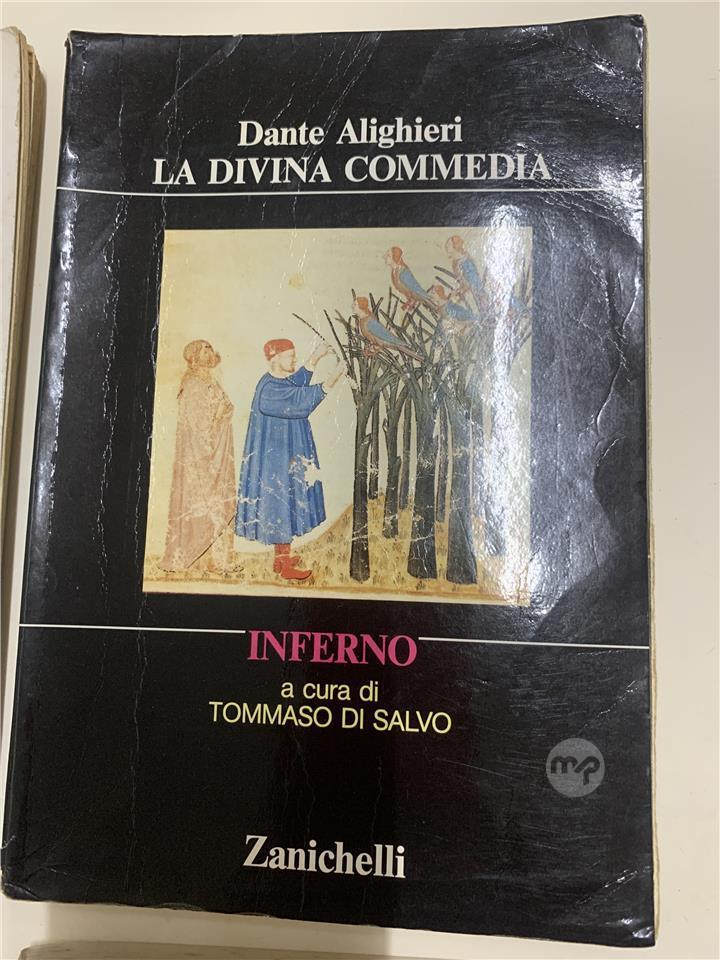 Dante Alighieri
LA DIVINA COMMEDIA
INFERNO
a cura di
TOMMASO DI SALVO
mp
Zanichelli